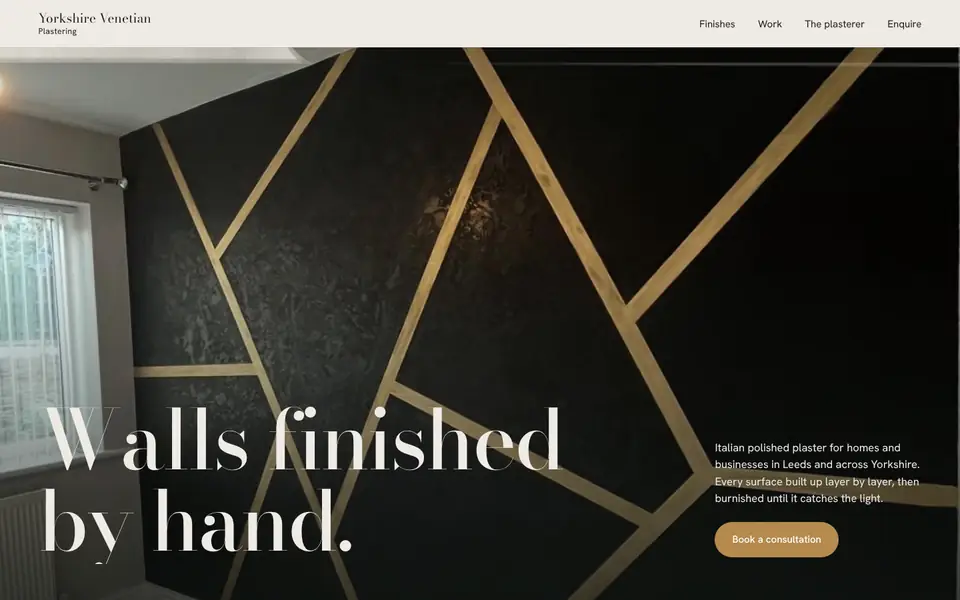 Yorkshire Venetian
Plastering
Finishes
Work
The plasterer
Enquire
Walls finished
by hand.
Italian polished plaster for homes and
businesses in Leeds and across Yorkshire.
Every surface built up layer by layer, then
burnished until it catches the light.
Book a consultation